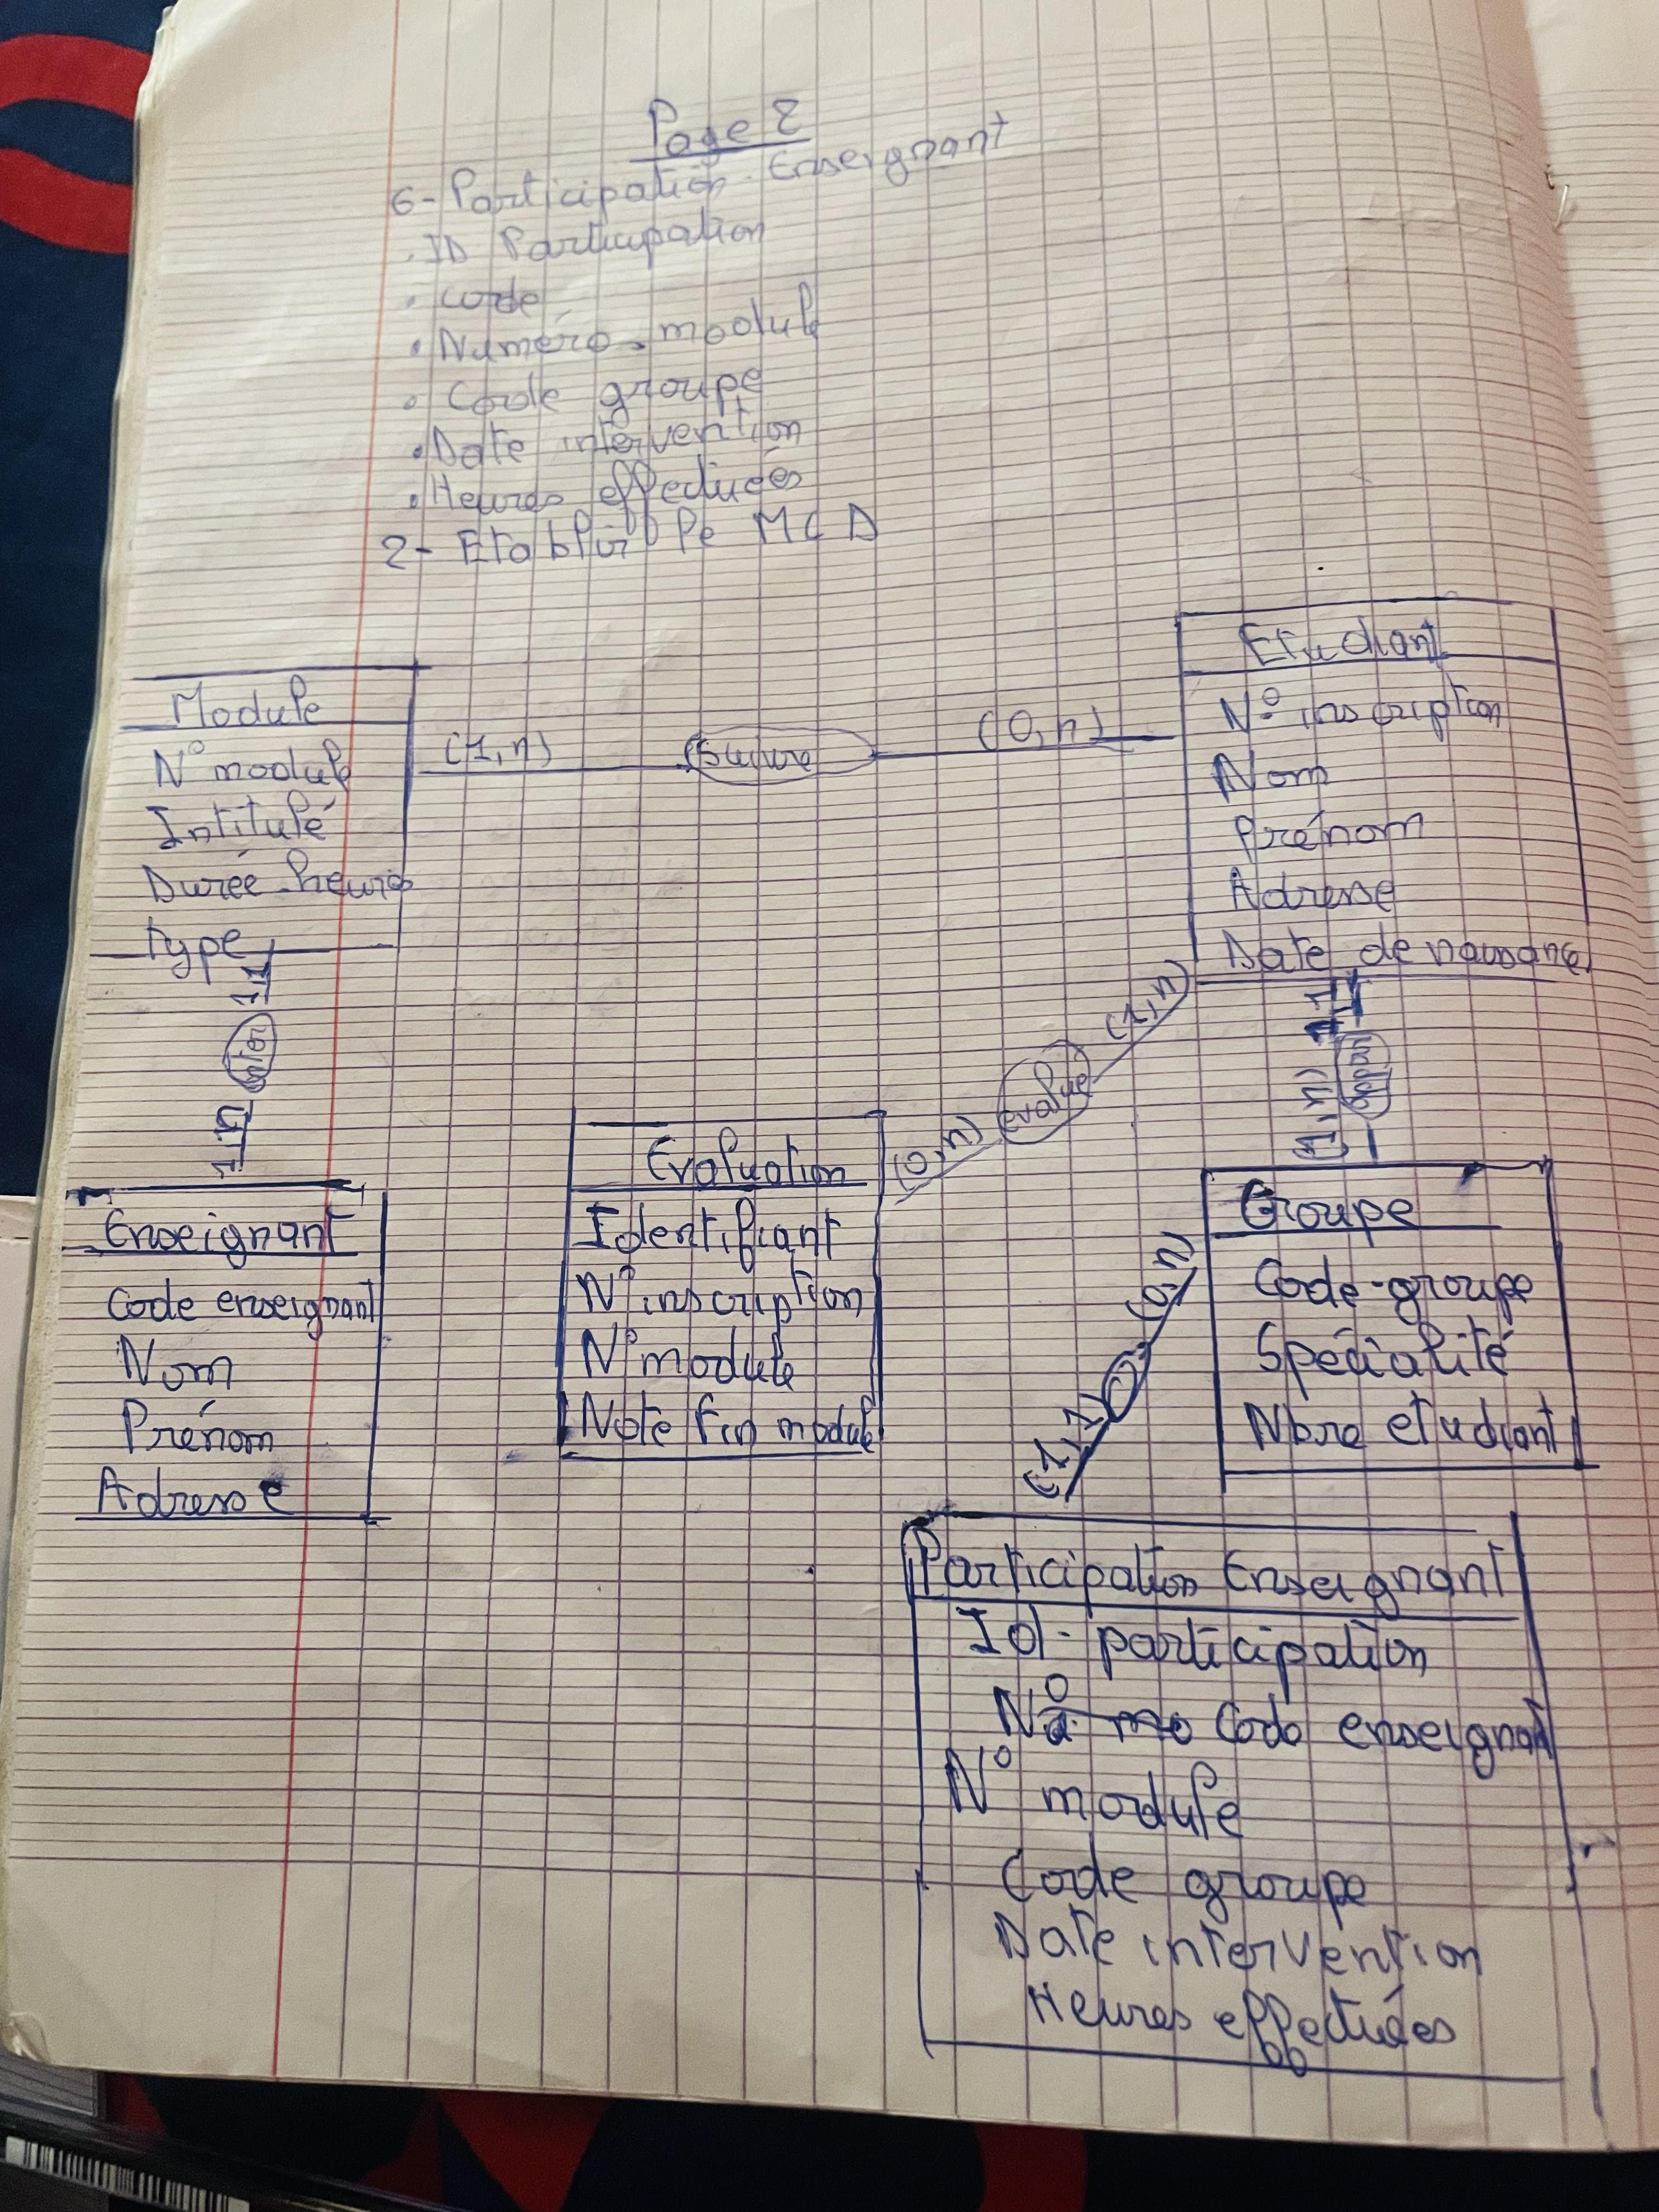 Page 2
6- Participation-Enseignant
. ID Participation
. code
. Numéro-module
. Code groupe
. Date intervention
. Heures effectuées
2- Etablir le MCD
Etudiant
N° inscription
Nom
Prénom
Adresse
Date de naissance
Module
N° module
Intitulé
Durée-heures
type
(1,n) Suivre (0,n)
1,1
inter
1,n
(1,n)
evalue
(0,n)
1,1
appart
(1,n)
Enseignant
Code enseignant
Nom
Prénom
Adresse
Evaluation
Identifiant
N° inscription
N° module
Note fin module
Groupe
Code-groupe
Spécialité
Nbre etudiant
(0,n)
(1,1)
Participation Enseignant
Id-participation
Code enseignant
N° module
Code groupe
Date intervention
Heures effectuées